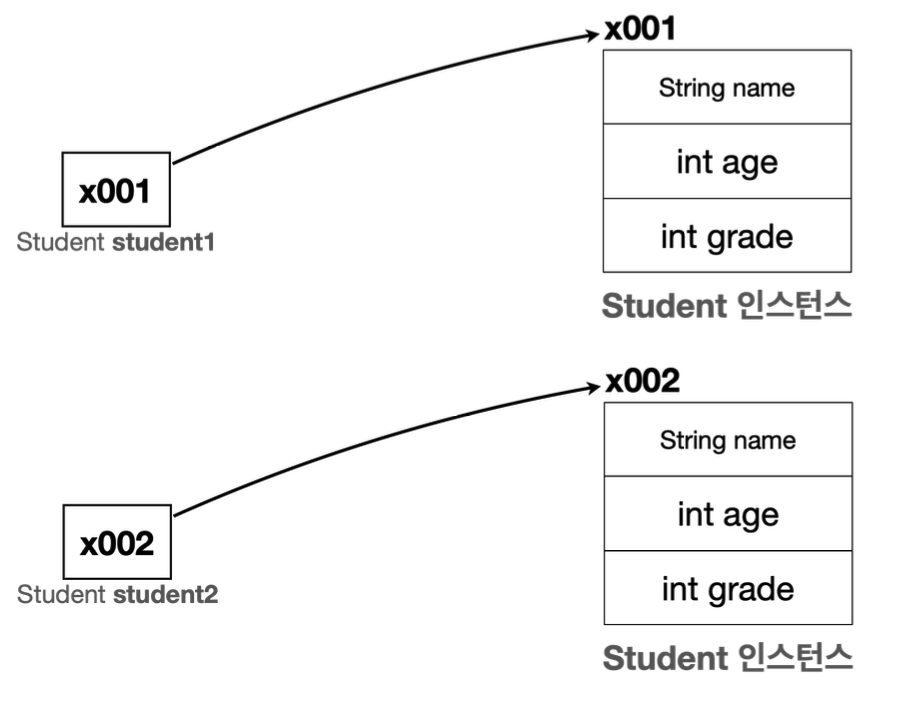 x001
String name
int age
int grade
Student 인스턴스
x001
Student student1
x002
String name
int age
int grade
Student 인스턴스
x002
Student student2